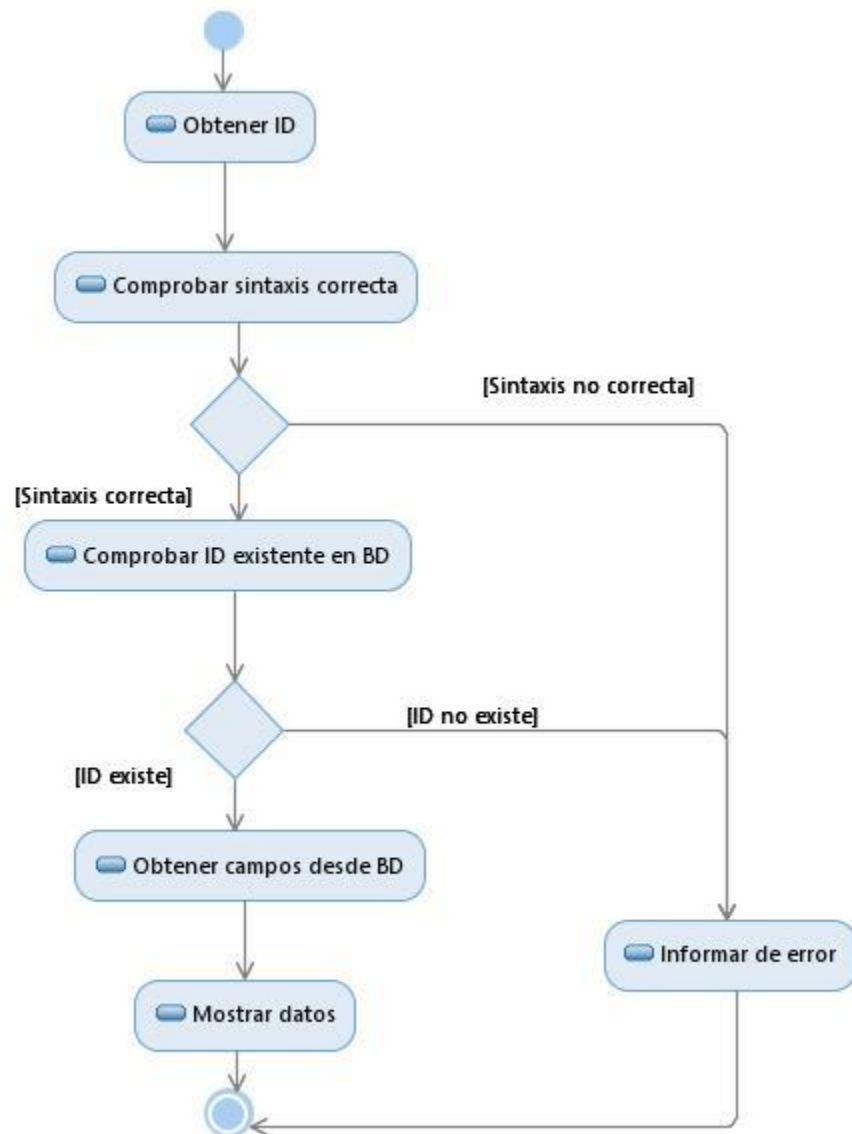 Obtener ID
Comprobar sintaxis correcta
[Sintaxis no correcta]
[Sintaxis correcta]
Comprobar ID existente en BD
[ID no existe]
[ID existe]
Obtener campos desde BD
Informar de error
Mostrar datos